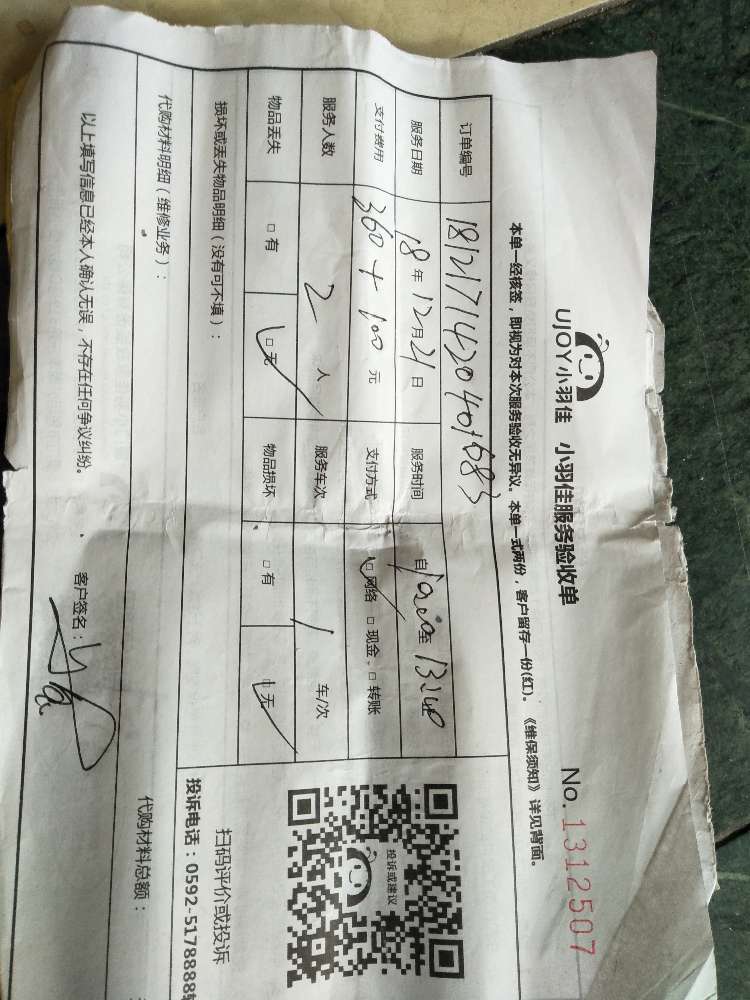 UJOY小羽佳 小羽佳服务验收单
No. 1312507
本单一经核签，即视为对本次服务验收无异议。本单一式两份，客户留存一份(红)。《维保须知》详见背面。
订单编号 1812171420401683
服务日期 18年12月21日 服务时间 自 至
支付费用 360+100元 支付方式 □网络 □现金 □转账
服务人数 2人 服务车次 1 车/次
物品丢失 □有 □无 物品损坏 □有 □无
损坏或丢失物品明细（没有可不填）：
代购材料明细（维修业务）：
代购材料总额：
以上填写信息已经本人确认无误，不存在任何争议纠纷。
客户签名：
投诉或建议
扫码评价或投诉
投诉电话：0592-5178888转